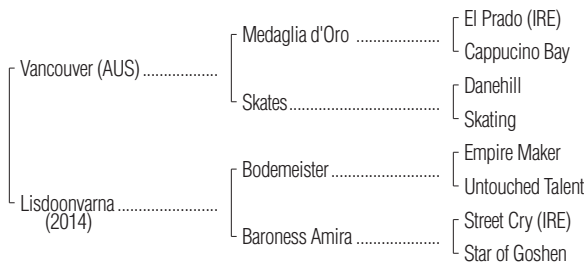 El Prado (IRE)
Medaglia d'Oro ....................
Cappucino Bay
Vancouver (AUS) ..................
Danehill
Skates.................................
Skating
Empire Maker
Bodemeister.........................
Untouched Talent
Lisdoonvarna ........................
(2014)
Street Cry (IRE)
Baroness Amira ....................
Star of Goshen